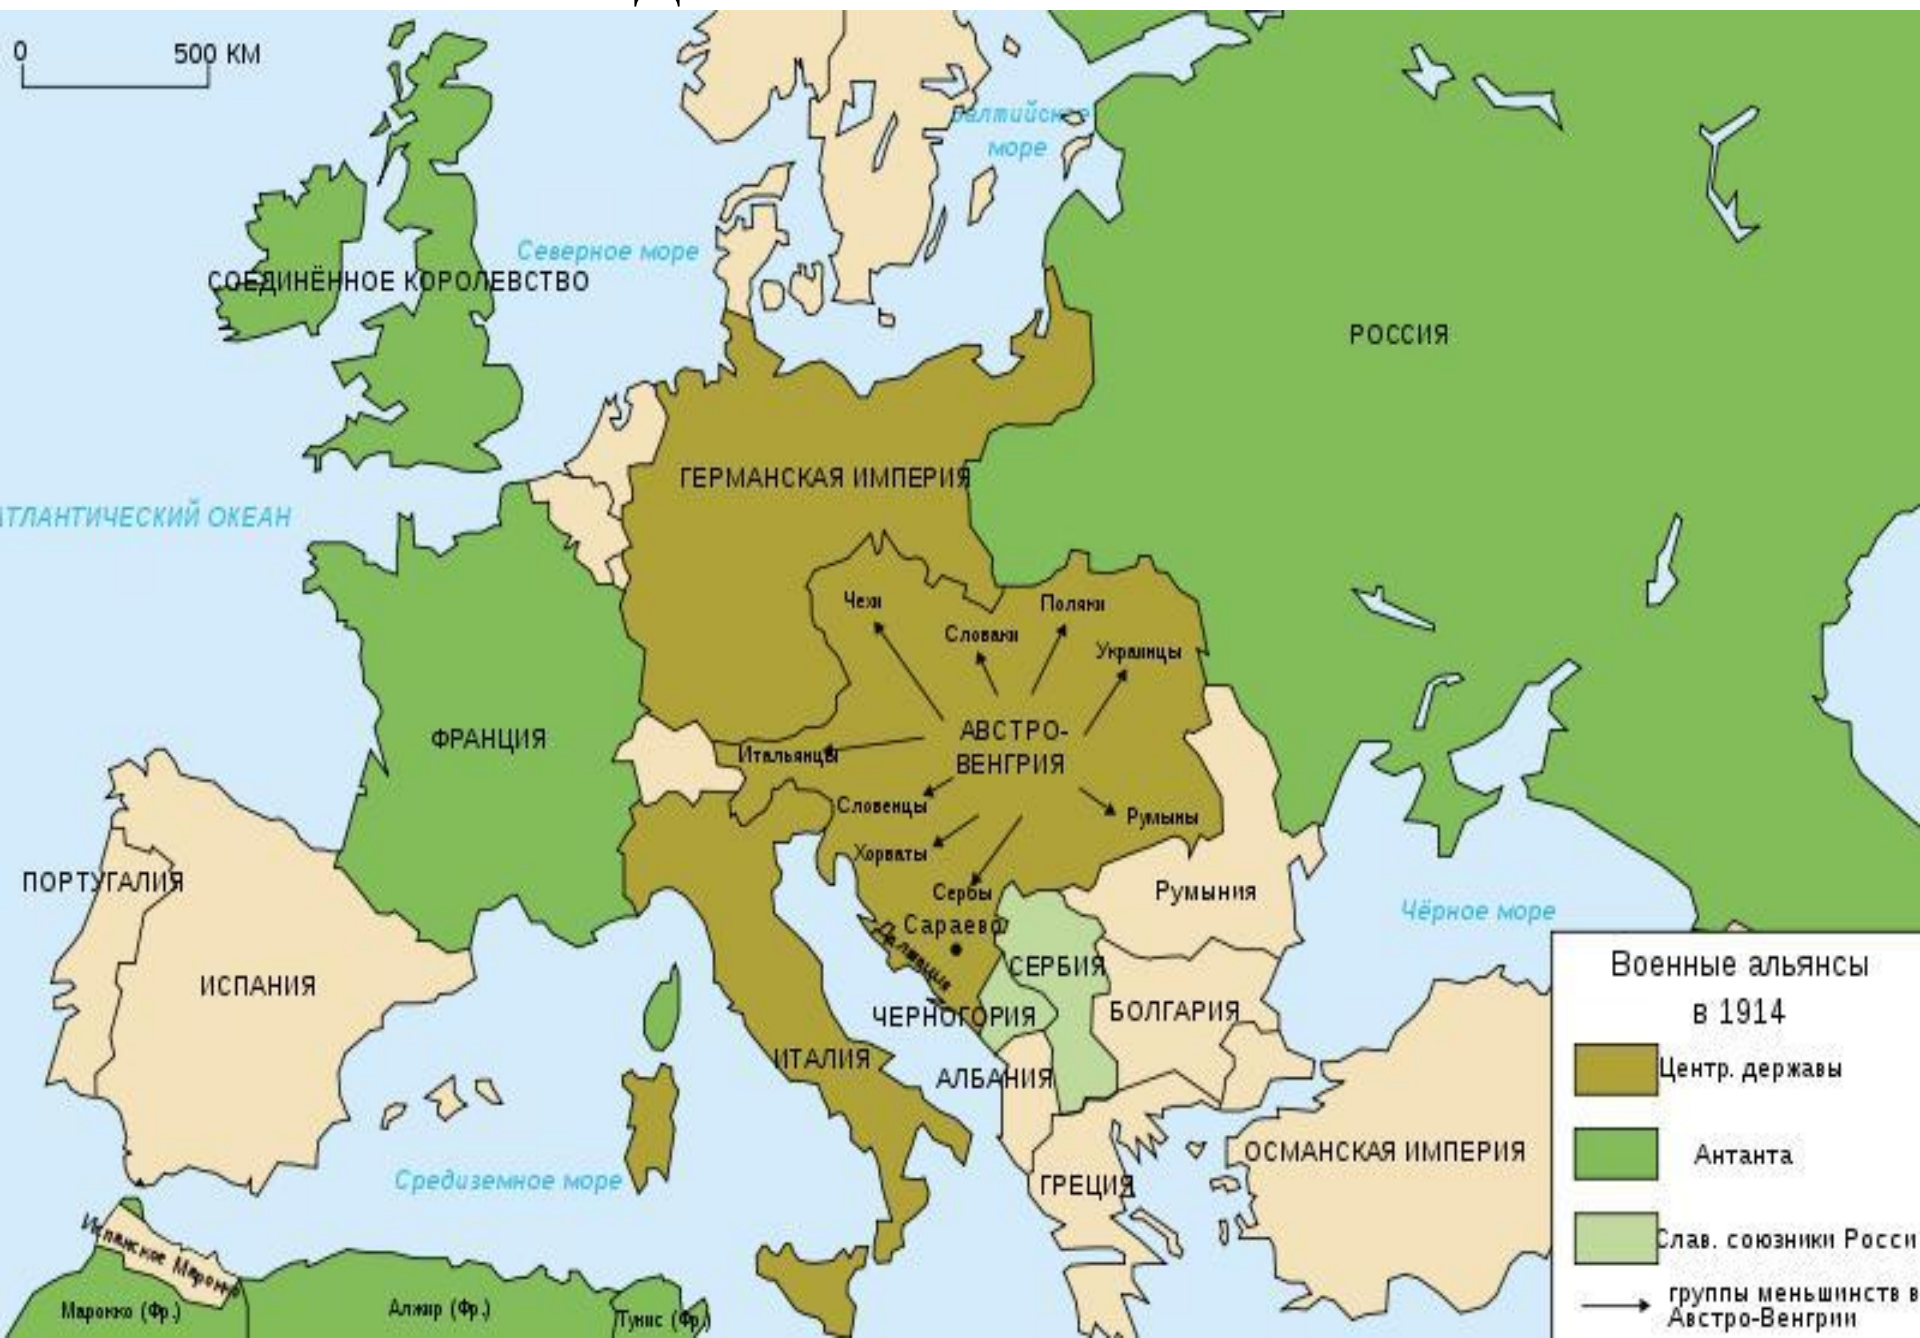 0 500 КМ
Балтийское
море
Северное море
СОЕДИНЁННОЕ КОРОЛЕВСТВО
РОССИЯ
ГЕРМАНСКАЯ ИМПЕРИЯ
АТЛАНТИЧЕСКИЙ ОКЕАН
Чехи
Поляки
Словаки
Украинцы
ФРАНЦИЯ
АВСТРО-
ВЕНГРИЯ
Итальянцы
Словенцы
Румыны
Хорваты
ПОРТУГАЛИЯ
Сербы
Румыния
Сараево
Чёрное море
Далмация
СЕРБИЯ
ИСПАНИЯ
ЧЕРНОГОРИЯ
БОЛГАРИЯ
ИТАЛИЯ
АЛБАНИЯ
ОСМАНСКАЯ ИМПЕРИЯ
Средиземное море
ГРЕЦИЯ
Испанское Марокко
Марокко (Фр.)
Алжир (Фр.)
Тунис (Фр.)
Военные альянсы
в 1914
Центр. державы
Антанта
Слав. союзники Росси
группы меньшинств в
Австро-Венгрии